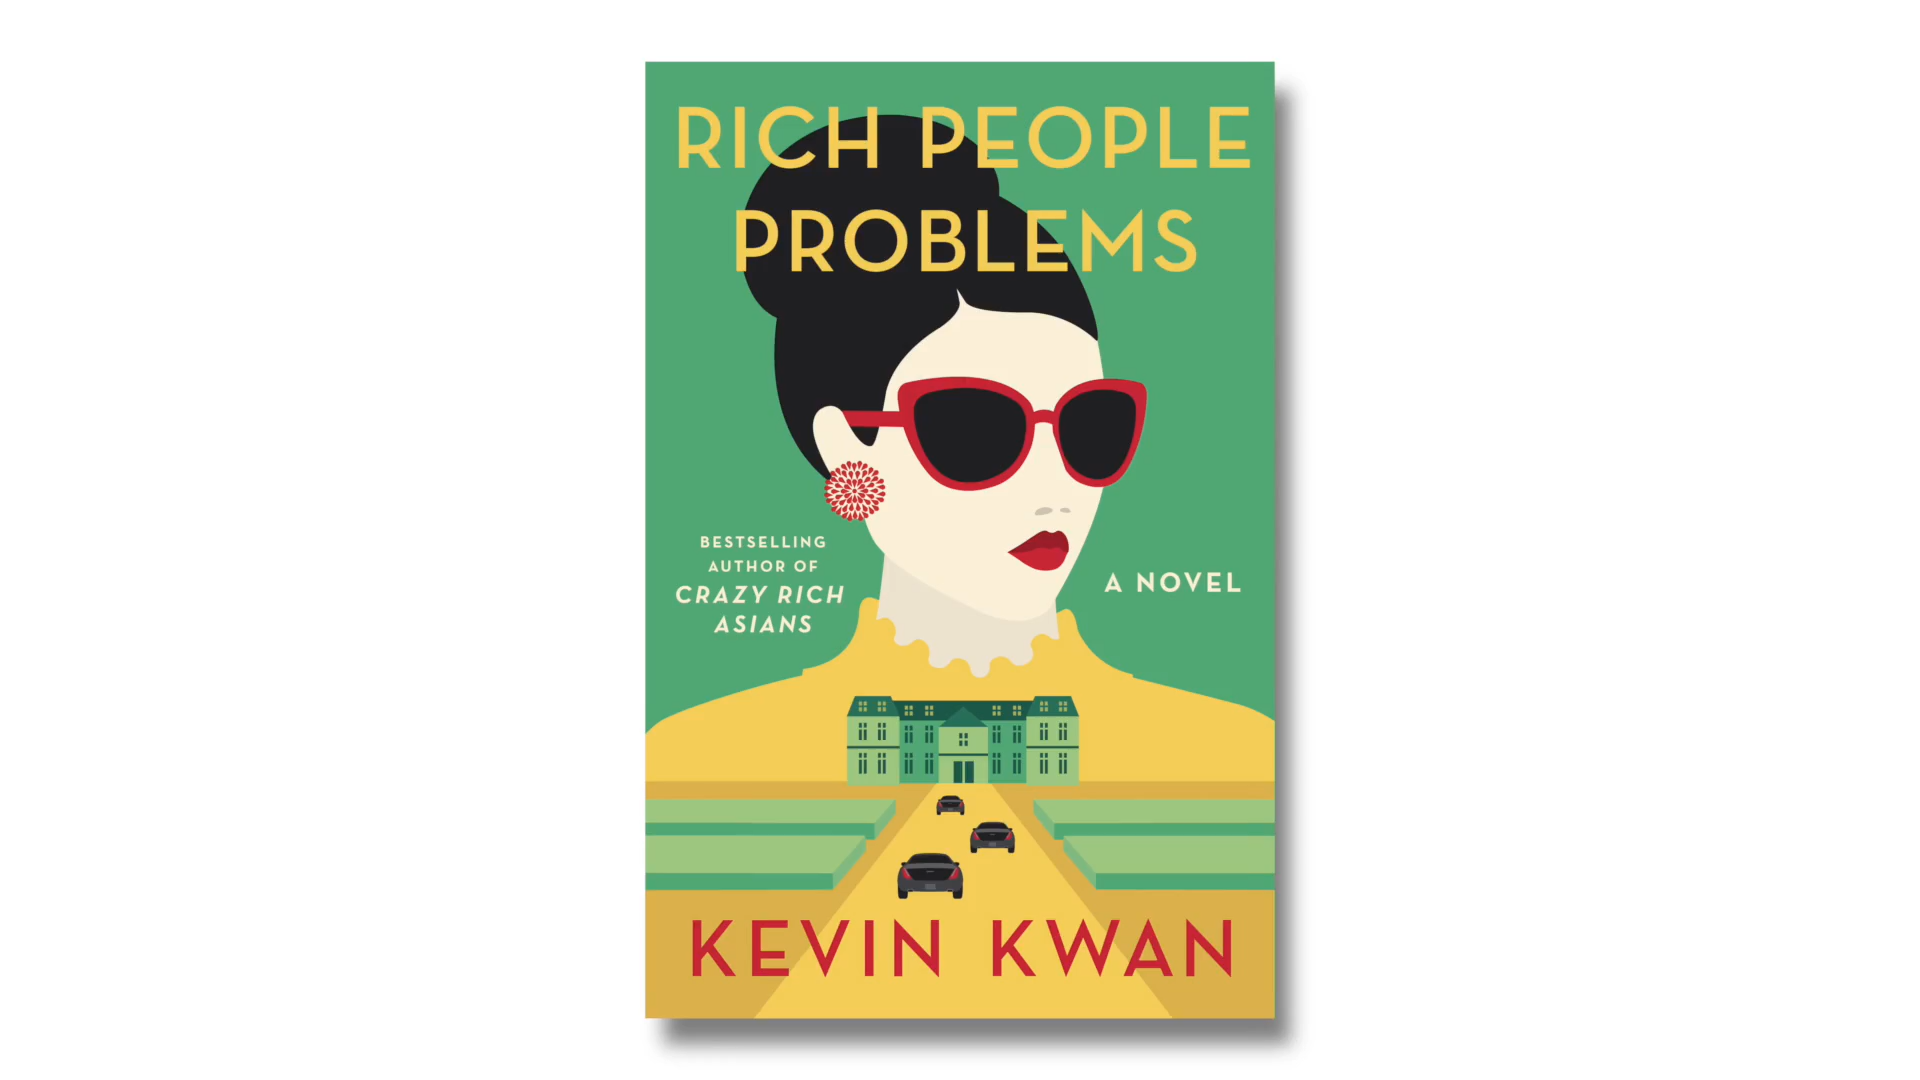 RICH PEOPLE
PROBLEMS
BESTSELLING
AUTHOR OF
CRAZY RICH
ASIANS
A NOVEL
KEVIN KWAN